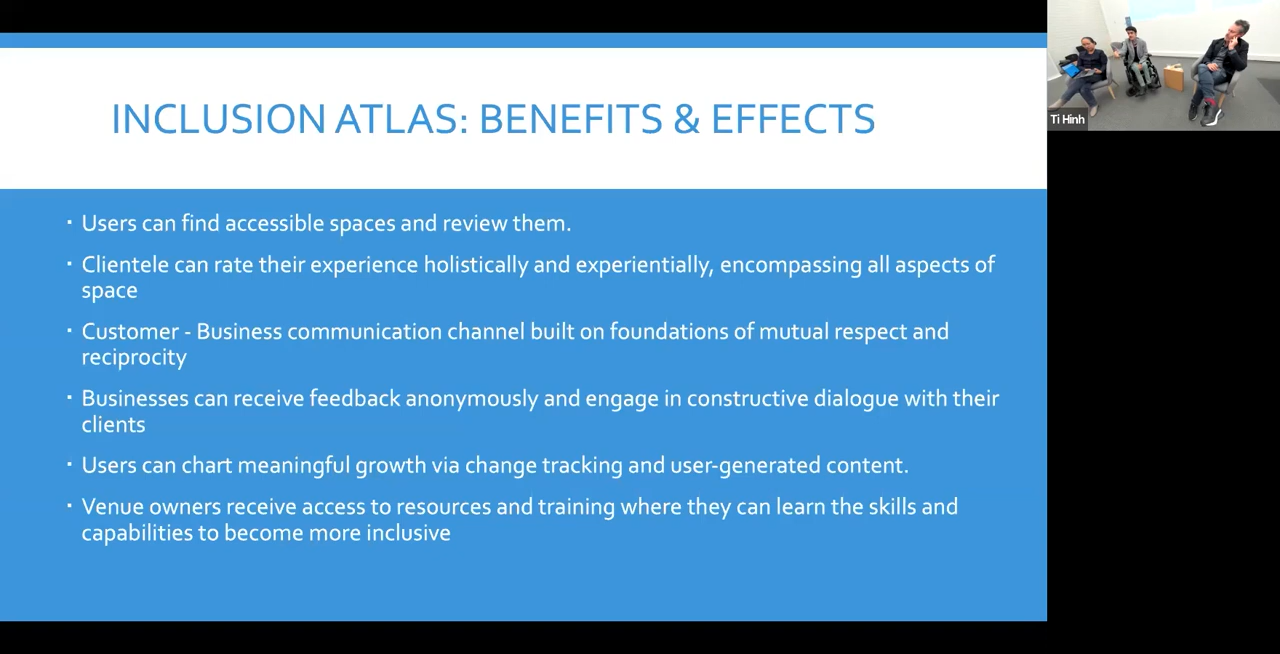 INCLUSION ATLAS: BENEFITS & EFFECTS
▪ Users can find accessible spaces and review them.
▪ Clientele can rate their experience holistically and experientially, encompassing all aspects of
space
▪ Customer - Business communication channel built on foundations of mutual respect and
reciprocity
▪ Businesses can receive feedback anonymously and engage in constructive dialogue with their
clients
▪ Users can chart meaningful growth via change tracking and user-generated content.
▪ Venue owners receive access to resources and training where they can learn the skills and
capabilities to become more inclusive
Ti Hinh